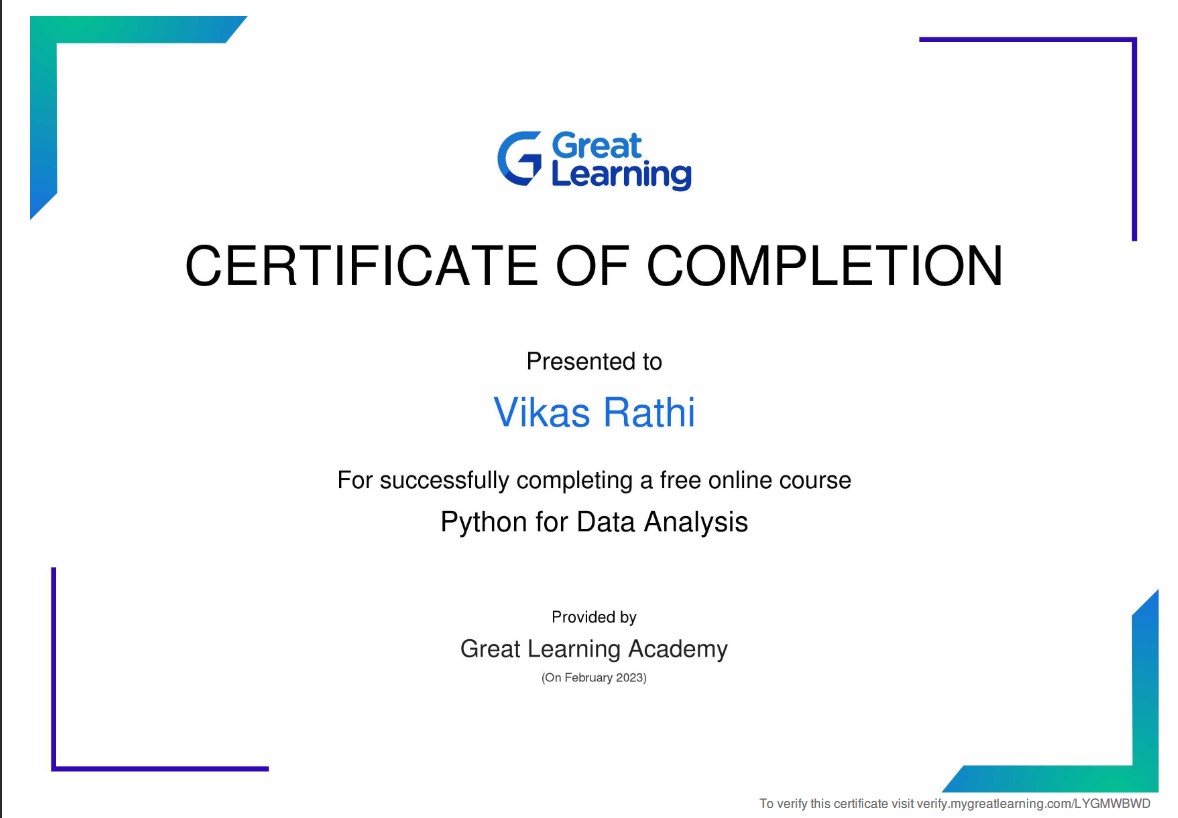 Great
Learning
CERTIFICATE OF COMPLETION
Presented to
Vikas Rathi
For successfully completing a free online course
Python for Data Analysis
Provided by
Great Learning Academy
(On February 2023)
To verify this certificate visit verify.mygreatlearning.com/LYGMWBWD